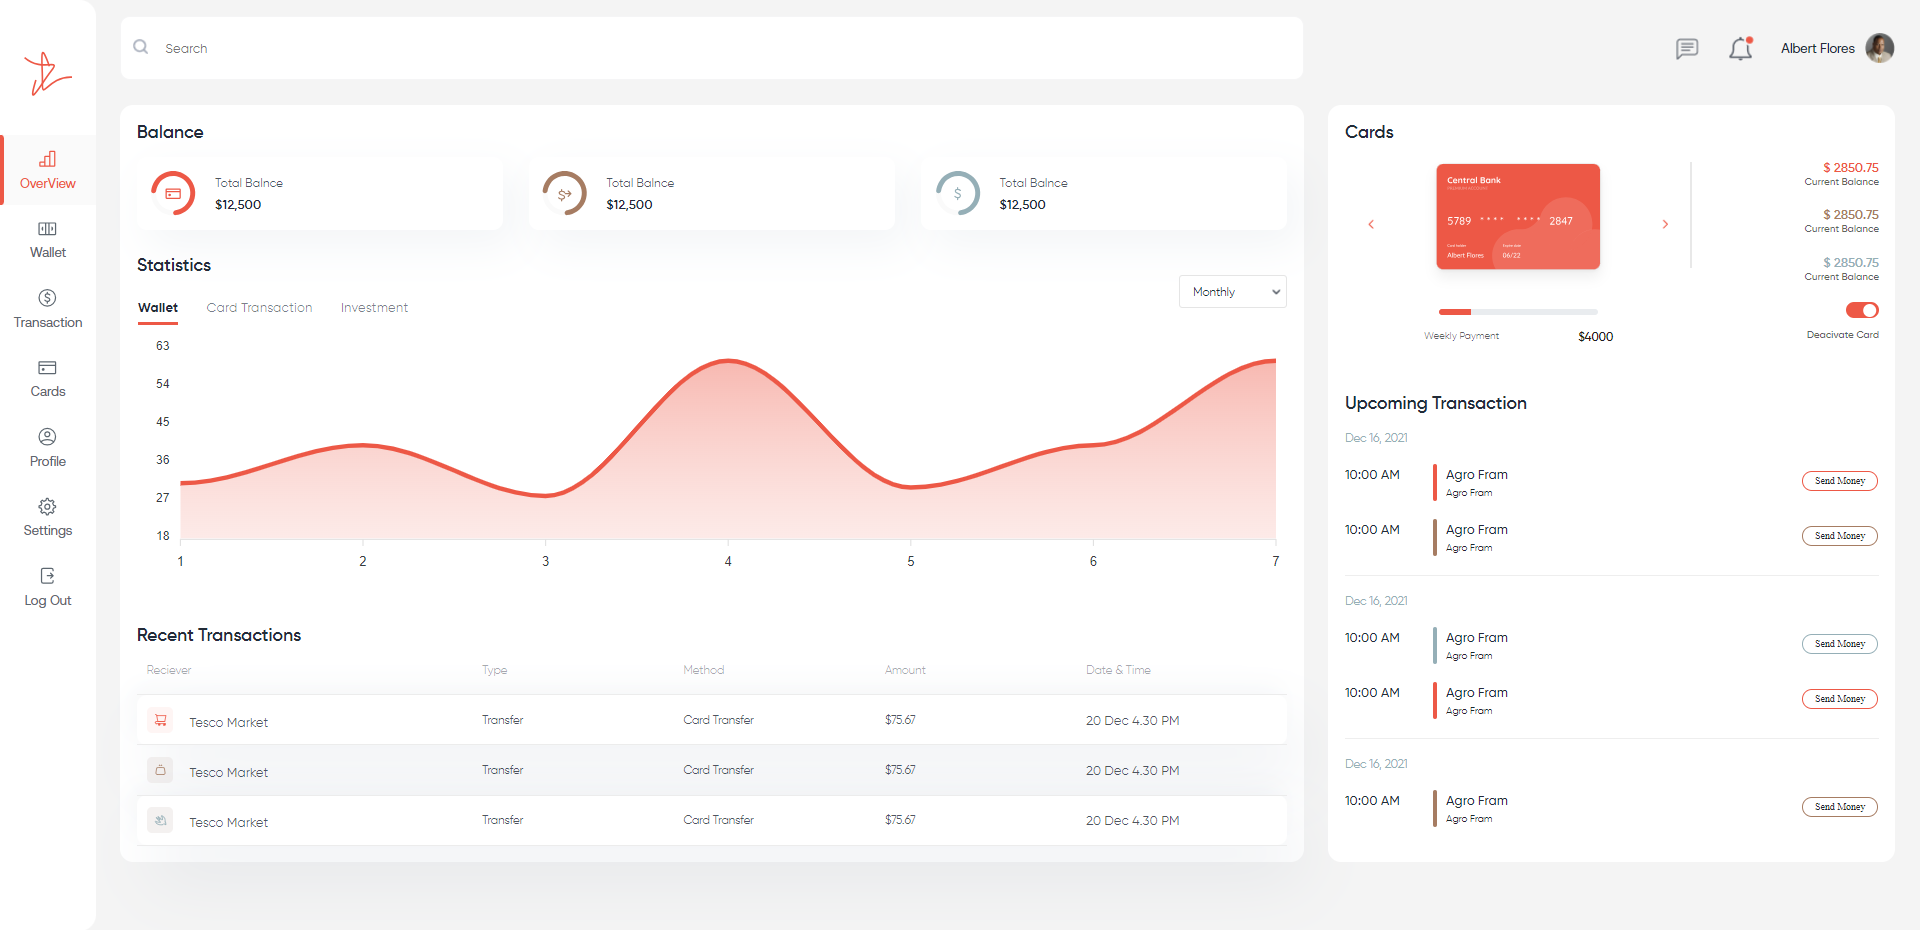 Search
Albert Flores
OverView
Wallet
Transaction
Cards
Profile
Settings
Log Out
Balance
Total Balnce
$12,500
Total Balnce
$12,500
Total Balnce
$12,500
Statistics
Wallet Card Transaction Investment
Monthly
63
54
45
36
27
18
1 2 3 4 5 6 7
Recent Transactions
Reciever Type Method Amount Date & Time
Tesco Market Transfer Card Transfer $75.67 20 Dec 4.30 PM
Tesco Market Transfer Card Transfer $75.67 20 Dec 4.30 PM
Tesco Market Transfer Card Transfer $75.67 20 Dec 4.30 PM
Cards
Central Bank
PREMIUM ACCOUNT
5789 **** **** 2847
Card holder Expire date
Albert Flores 06/22
Weekly Payment $4000
$ 2850.75
Current Balance
$ 2850.75
Current Balance
$ 2850.75
Current Balance
Deacivate Card
Upcoming Transaction
Dec 16, 2021
10:00 AM Agro Fram Send Money
Agro Fram
10:00 AM Agro Fram Send Money
Agro Fram
Dec 16, 2021
10:00 AM Agro Fram Send Money
Agro Fram
10:00 AM Agro Fram Send Money
Agro Fram
Dec 16, 2021
10:00 AM Agro Fram Send Money
Agro Fram